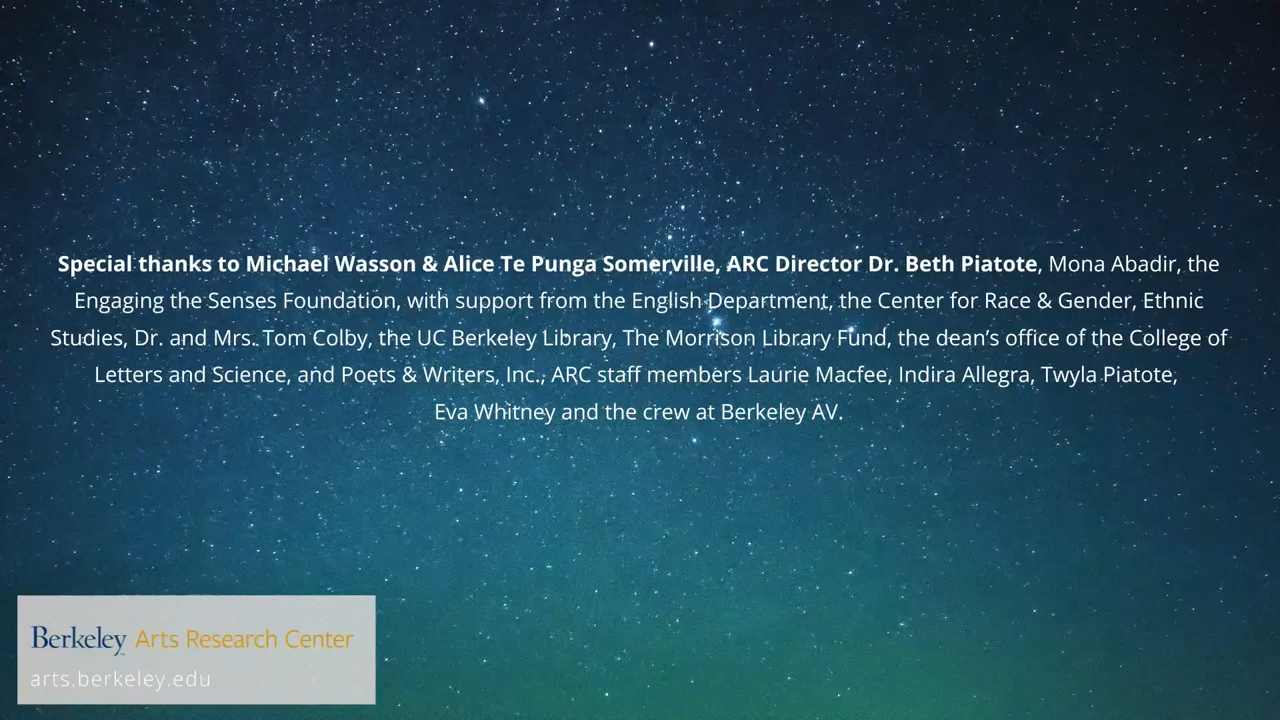 Special thanks to Michael Wasson & Alice Te Punga Somerville, ARC Director Dr. Beth Piatote, Mona Abadir, the
Engaging the Senses Foundation, with support from the English Department, the Center for Race & Gender, Ethnic
Studies, Dr. and Mrs. Tom Colby, the UC Berkeley Library, The Morrison Library Fund, the dean’s office of the College of
Letters and Science, and Poets & Writers, Inc., ARC staff members Laurie Macfee, Indira Allegra, Twyla Piatote,
Eva Whitney and the crew at Berkeley AV.
Berkeley Arts Research Center
arts.berkeley.edu